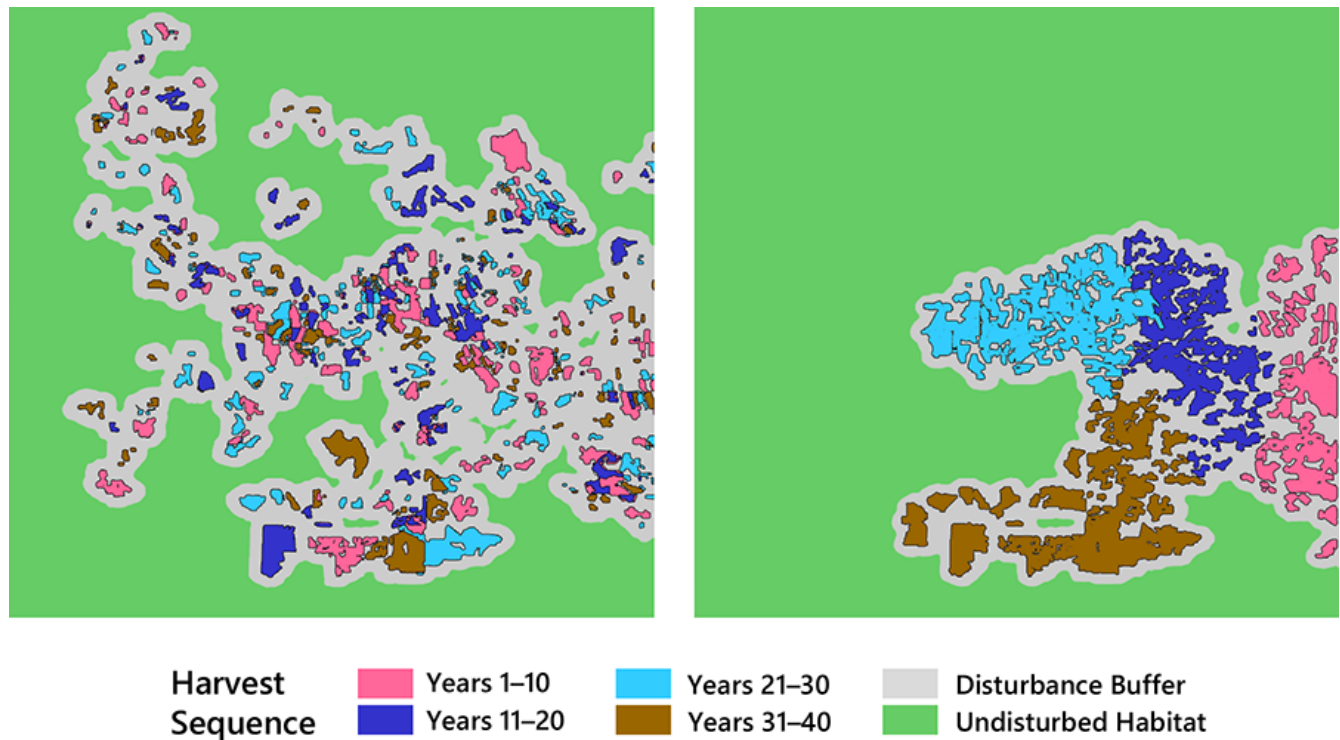 Harvest
Sequence
Years 1–10
Years 11–20
Years 21–30
Years 31–40
Disturbance Buffer
Undisturbed Habitat